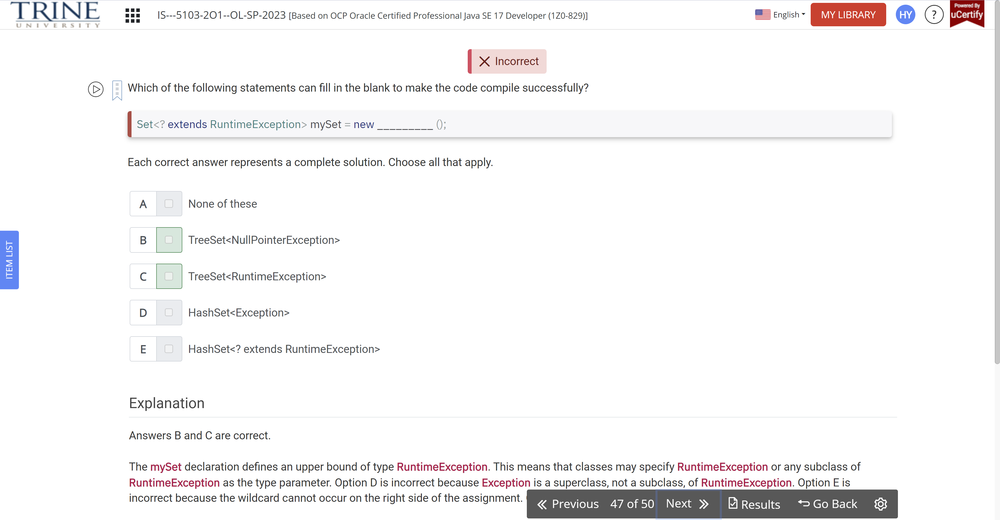 TRINE
UNIVERSITY
IS---5103-2O1--OL-SP-2023 [Based on OCP Oracle Certified Professional Java SE 17 Developer (1Z0-829)]
English
MY LIBRARY
HY
?
Powered By
uCertify
Incorrect
Which of the following statements can fill in the blank to make the code compile successfully?
Set<? extends RuntimeException> mySet = new _________ ();
Each correct answer represents a complete solution. Choose all that apply.
A None of these
B TreeSet<NullPointerException>
C TreeSet<RuntimeException>
D HashSet<Exception>
E HashSet<? extends RuntimeException>
ITEM LIST
Explanation
Answers B and C are correct.
The mySet declaration defines an upper bound of type RuntimeException. This means that classes may specify RuntimeException or any subclass of
RuntimeException as the type parameter. Option D is incorrect because Exception is a superclass, not a subclass, of RuntimeException. Option E is
incorrect because the wildcard cannot occur on the right side of the assignment.
Previous 47 of 50 Next Results Go Back